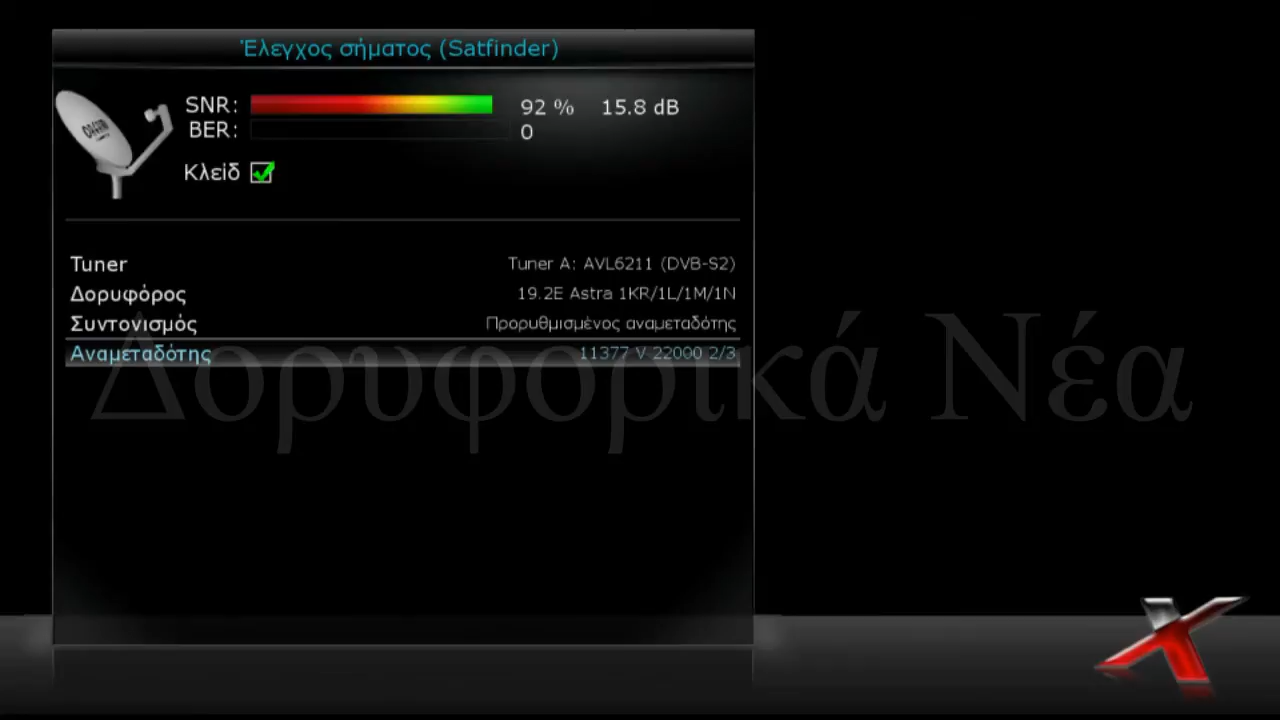 Έλεγχος σήματος (Satfinder)
SNR: 92 % 15.8 dB
BER: 0
Κλείδ
Tuner Tuner A: AVL6211 (DVB-S2)
Δορυφόρος 19.2E Astra 1KR/1L/1M/1N
Συντονισμός Προρυθμισμένος αναμεταδότης
Αναμεταδότης 11377 V 22000 2/3
Δορυφορικά Νέα